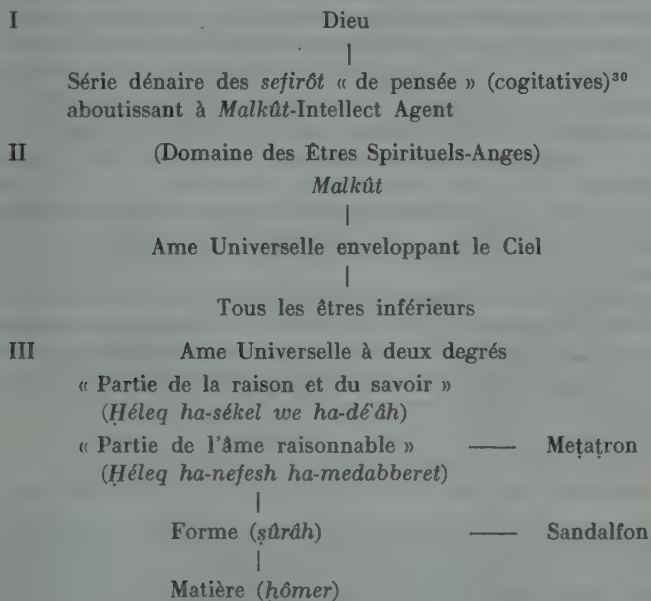 I Dieu
|
Série dénaire des sefirôt « de pensée » (cogitatives)³⁰
aboutissant à Malkût-Intellect Agent
II (Domaine des Êtres Spirituels-Anges)
Malkût
|
Ame Universelle enveloppant le Ciel
|
Tous les êtres inférieurs
III Ame Universelle à deux degrés
« Partie de la raison et du savoir »
(Ḥéleq ha-sékel we ha-dé‘âh)
« Partie de l'âme raisonnable » — Meṭaṭron
(Ḥéleq ha-nefesh ha-medabberet)
|
Forme (ṣûrâh) — Sandalfon
|
Matière (ḥômer)